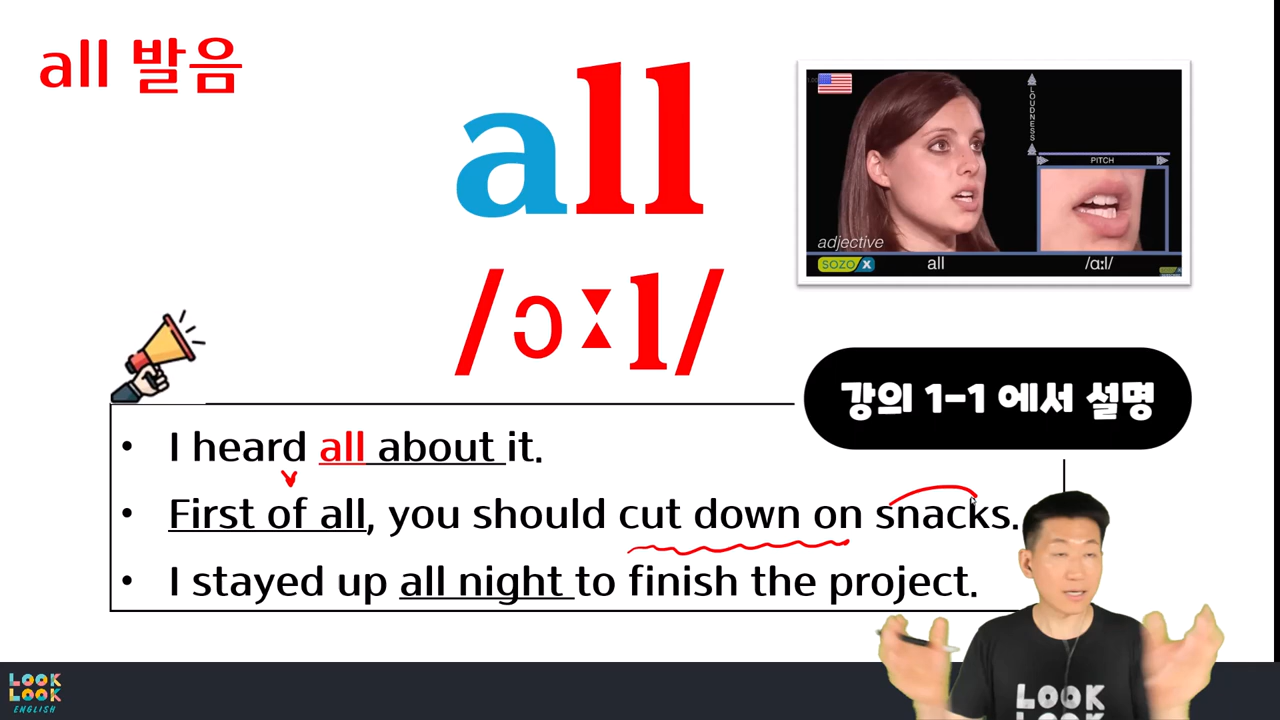 all 발음
all
/ɔːl/
LOUDNESS
PITCH
adjective
SOZO X
all
/ɑːl/
강의 1-1 에서 설명
• I heard all about it.
• First of all, you should cut down on snacks.
• I stayed up all night to finish the project.
LOOK
LOOK
ENGLISH
LOOK
LOOK